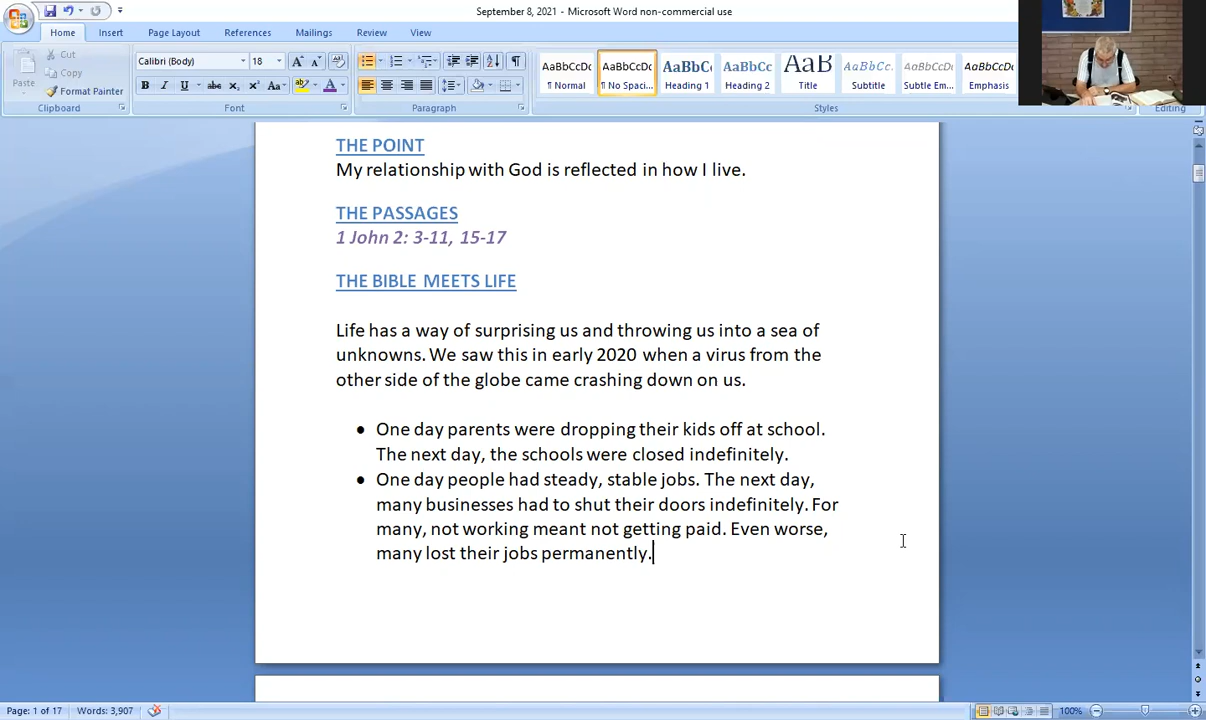 September 8, 2021 - Microsoft Word non-commercial use
Home Insert Page Layout References Mailings Review View
Paste
Cut
Copy
Format Painter
Clipboard
Calibri (Body) 18
Font
Paragraph
AaBbCcDc AaBbCcDc AaBbC AaBbCc AaB AaBbCc. AaBbCcDc AaBbCcDc
¶ Normal ¶ No Spaci... Heading 1 Heading 2 Title Subtitle Subtle Em... Emphasis
Styles
Editing
THE POINT
My relationship with God is reflected in how I live.
THE PASSAGES
1 John 2: 3-11, 15-17
THE BIBLE MEETS LIFE
Life has a way of surprising us and throwing us into a sea of
unknowns. We saw this in early 2020 when a virus from the
other side of the globe came crashing down on us.
• One day parents were dropping their kids off at school.
The next day, the schools were closed indefinitely.
• One day people had steady, stable jobs. The next day,
many businesses had to shut their doors indefinitely. For
many, not working meant not getting paid. Even worse,
many lost their jobs permanently.
Page: 1 of 17 Words: 3,907 100%